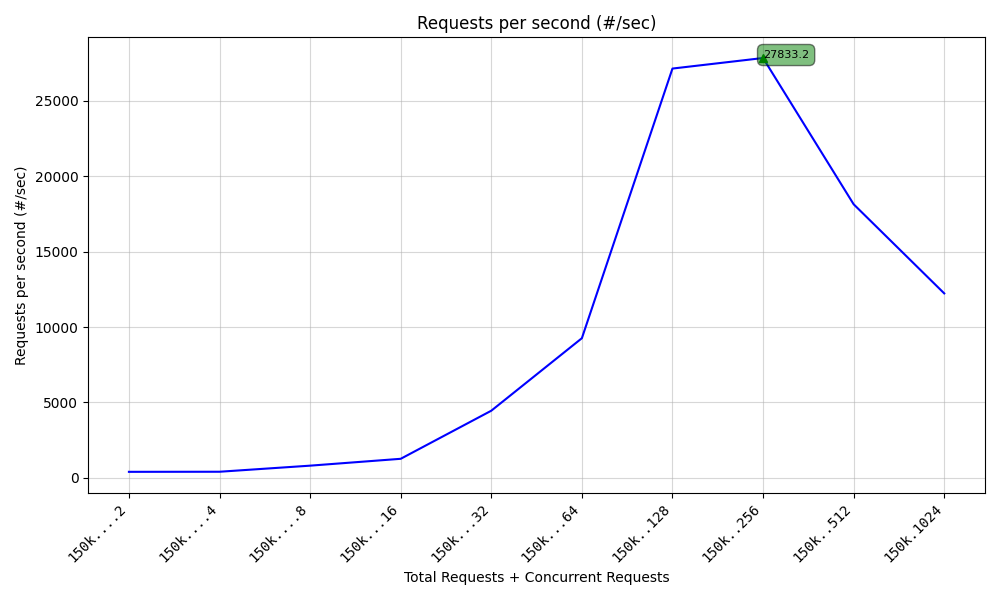 Requests per second (#/sec)
27833.2
25000
20000
15000
10000
5000
0
Requests per second (#/sec)
150k....2
150k....4
150k....8
150k...16
150k...32
150k...64
150k..128
150k..256
150k..512
150k.1024
Total Requests + Concurrent Requests